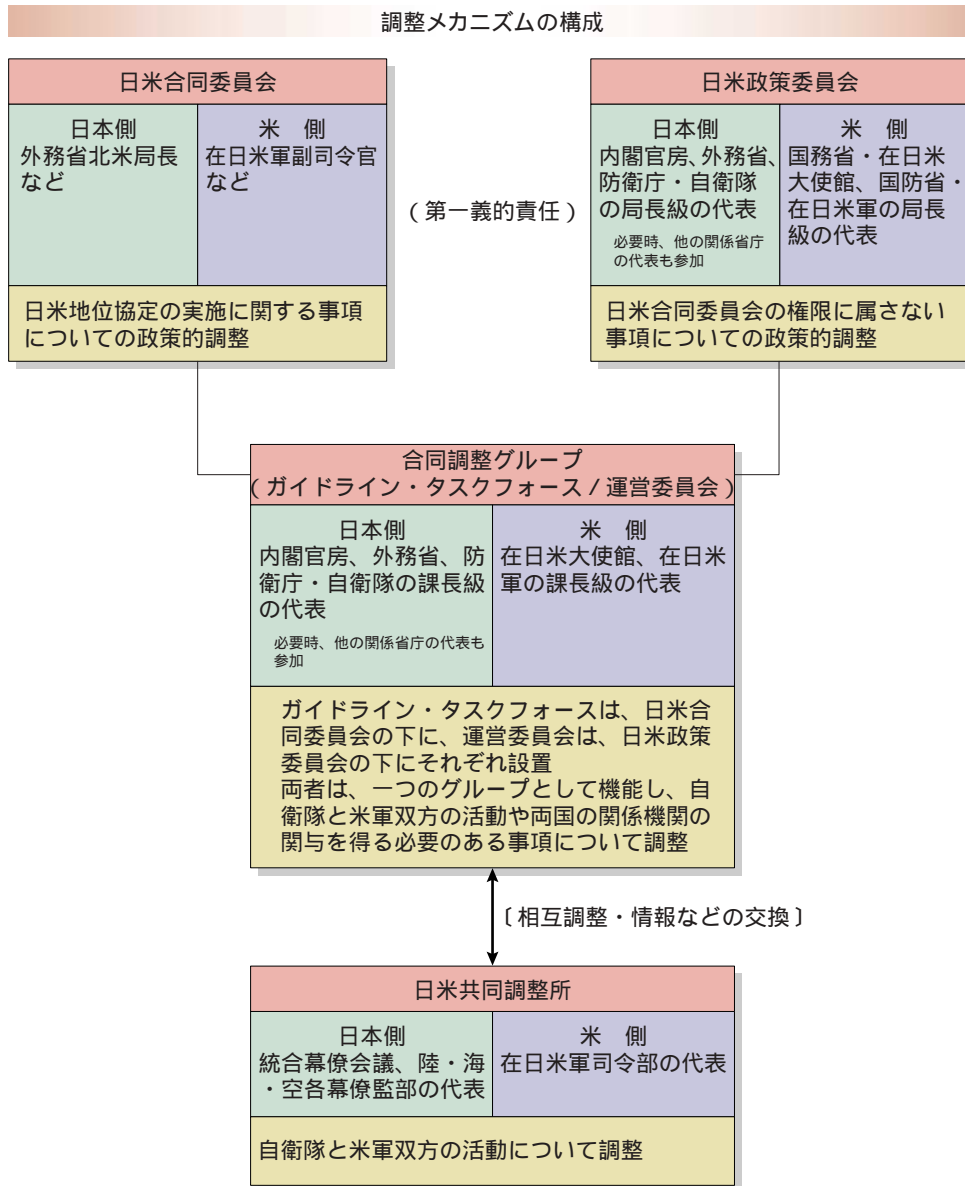 調整メカニズムの構成
日米合同委員会
日本側
外務省北米局長
など
米　側
在日米軍副司令官
など
日米地位協定の実施に関する事項
についての政策的調整
（第一義的責任）
日米政策委員会
日本側
内閣官房、外務省、
防衛庁・自衛隊
の局長級の代表
必要時、他の関係省庁
の代表も参加
米　側
国務省・在日米
大使館、国防省・
在日米軍の局長
級の代表
日米合同委員会の権限に属さない
事項についての政策的調整
合同調整グループ
（ガイドライン・タスクフォース／運営委員会）
日本側
内閣官房、外務省、防
衛庁・自衛隊の課長級
の代表
必要時、他の関係省庁の代表も
参加
米　側
在日米大使館、在日米
軍の課長級の代表
ガイドライン・タスクフォースは、日米合
同委員会の下に、運営委員会は、日米政策
委員会の下にそれぞれ設置
両者は、一つのグループとして機能し、自
衛隊と米軍双方の活動や両国の関係機関の
関与を得る必要のある事項について調整
〔相互調整・情報などの交換〕
日米共同調整所
日本側
統合幕僚会議、陸・海
・空各幕僚監部の代表
米　側
在日米軍司令部の代表
自衛隊と米軍双方の活動について調整